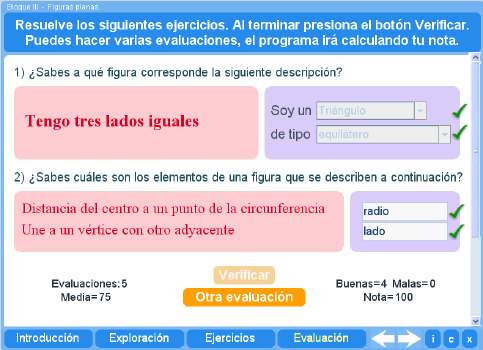 Bloque III - Figuras planas
Resuelve los siguientes ejercicios. Al terminar presiona el botón Verificar.
Puedes hacer varias evaluaciones, el programa irá calculando tu nota.
1) ¿Sabes a qué figura corresponde la siguiente descripción?
Tengo tres lados iguales
Soy un Triángulo
de tipo equilátero
2) ¿Sabes cuáles son los elementos de una figura que se describen a continuación?
Distancia del centro a un punto de la circunferencia
radio
Une a un vértice con otro adyacente
lado
Evaluaciones:5
Media=75
Verificar
Otra evaluación
Buenas=4 Malas=0
Nota=100
Introducción
Exploración
Ejercicios
Evaluación
i
c
x